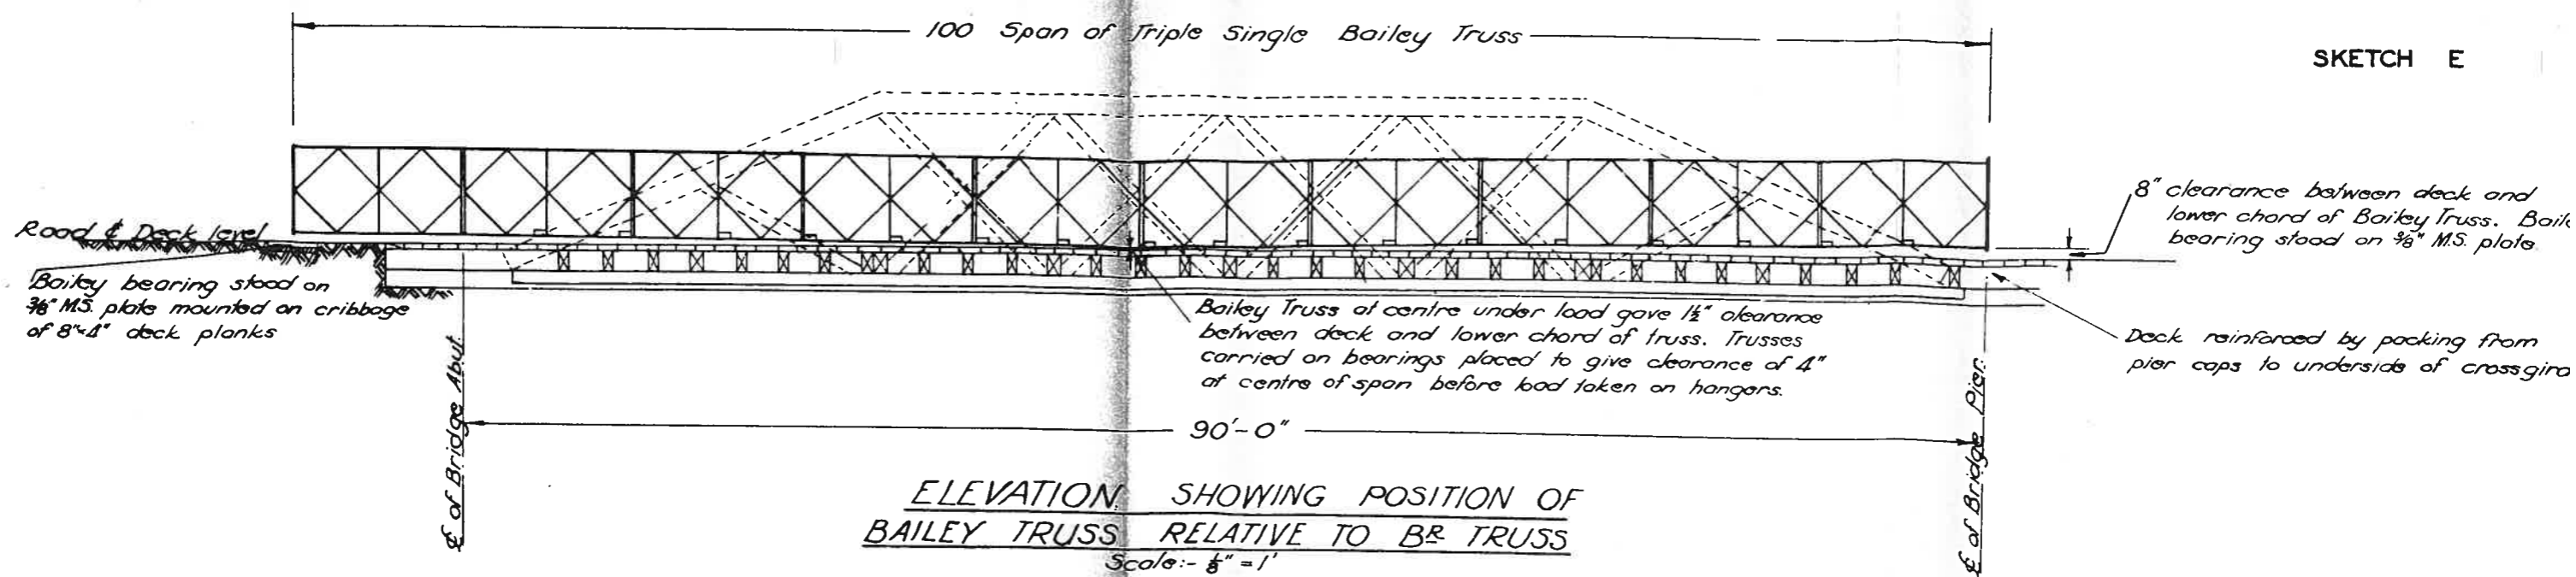 100 Span of Triple Single Bailey Truss
SKETCH E
Road & Deck level
Bailey bearing stood on
3/8" M.S. plate mounted on cribbage
of 8"x4" deck planks
8" clearance between deck and
lower chord of Bailey Truss. Baile
bearing stood on 3/8" M.S. plate
Bailey Truss at centre under load gave 1½" clearance
between deck and lower chord of truss. Trusses
carried on bearings placed to give clearance of 4"
at centre of span before load taken on hangers.
Deck reinforced by packing from
pier caps to underside of crossgird
℄ of Bridge Abut.
90'-0"
℄ of Bridge Pier.
ELEVATION SHOWING POSITION OF
BAILEY TRUSS RELATIVE TO BR TRUSS
Scale:- ⅛" = 1'